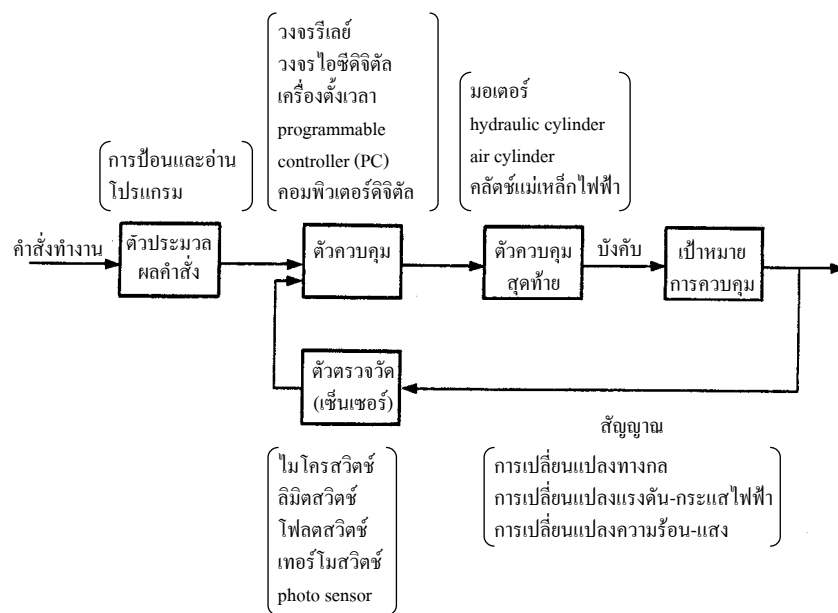 วงจรรีเลย์
วงจรไอซีดิจิตัล
เครื่องตั้งเวลา
programmable
controller (PC)
คอมพิวเตอร์ดิจิตัล
มอเตอร์
hydraulic cylinder
air cylinder
คลัตช์แม่เหล็กไฟฟ้า
การป้อนและอ่าน
โปรแกรม
คำสั่งทำงาน
ตัวประมวล
ผลคำสั่ง
ตัวควบคุม
ตัวควบคุม
สุดท้าย
บังคับ
เป้าหมาย
การควบคุม
ตัวตรวจวัด
(เซ็นเซอร์)
สัญญาณ
ไมโครสวิตช์
ลิมิตสวิตช์
โฟลตสวิตช์
เทอร์โมสวิตช์
photo sensor
การเปลี่ยนแปลงทางกล
การเปลี่ยนแปลงแรงดัน-กระแสไฟฟ้า
การเปลี่ยนแปลงความร้อน-แสง